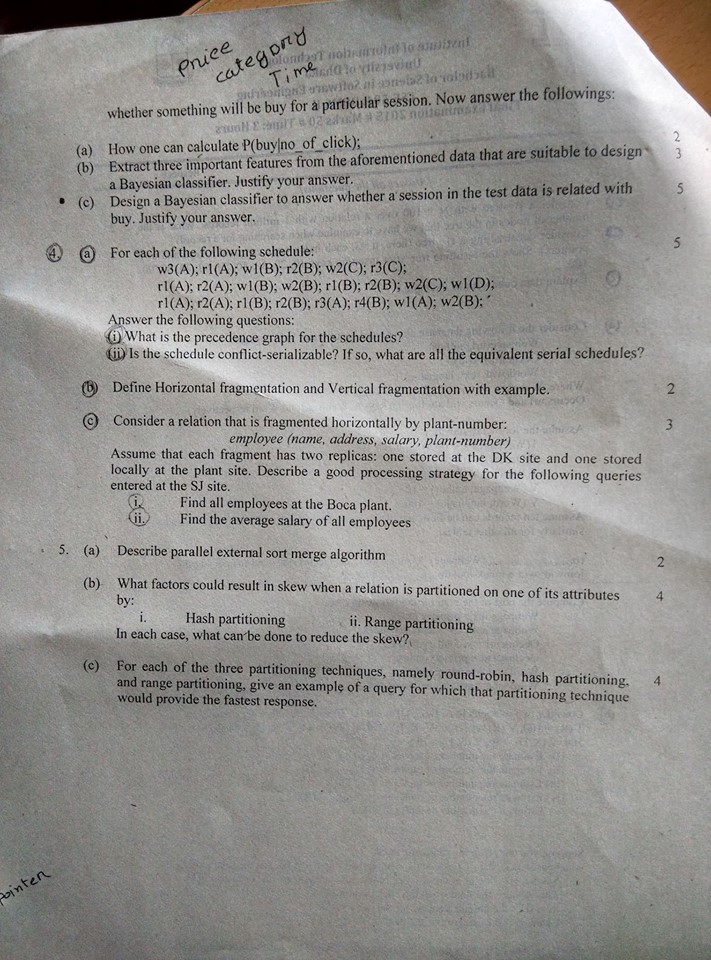 price
category
Time
whether something will be buy for a particular session. Now answer the followings:
(a) How one can calculate P(buy|no_of_click); 2
(b) Extract three important features from the aforementioned data that are suitable to design 3
a Bayesian classifier. Justify your answer.
(c) Design a Bayesian classifier to answer whether a session in the test data is related with 5
buy. Justify your answer.
4. (a) For each of the following schedule: 5
w3(A); r1(A); w1(B); r2(B); w2(C); r3(C);
r1(A); r2(A); w1(B); w2(B); r1(B); r2(B); w2(C); w1(D);
r1(A); r2(A); r1(B); r2(B); r3(A); r4(B); w1(A); w2(B);
Answer the following questions:
(i) What is the precedence graph for the schedules?
(ii) Is the schedule conflict-serializable? If so, what are all the equivalent serial schedules?
(b) Define Horizontal fragmentation and Vertical fragmentation with example. 2
(c) Consider a relation that is fragmented horizontally by plant-number: 3
employee (name, address, salary, plant-number)
Assume that each fragment has two replicas: one stored at the DK site and one stored
locally at the plant site. Describe a good processing strategy for the following queries
entered at the SJ site.
i. Find all employees at the Boca plant.
ii. Find the average salary of all employees
5. (a) Describe parallel external sort merge algorithm 2
(b) What factors could result in skew when a relation is partitioned on one of its attributes 4
by:
i. Hash partitioning ii. Range partitioning
In each case, what can be done to reduce the skew?
(c) For each of the three partitioning techniques, namely round-robin, hash partitioning, 4
and range partitioning, give an example of a query for which that partitioning technique
would provide the fastest response.
pointer